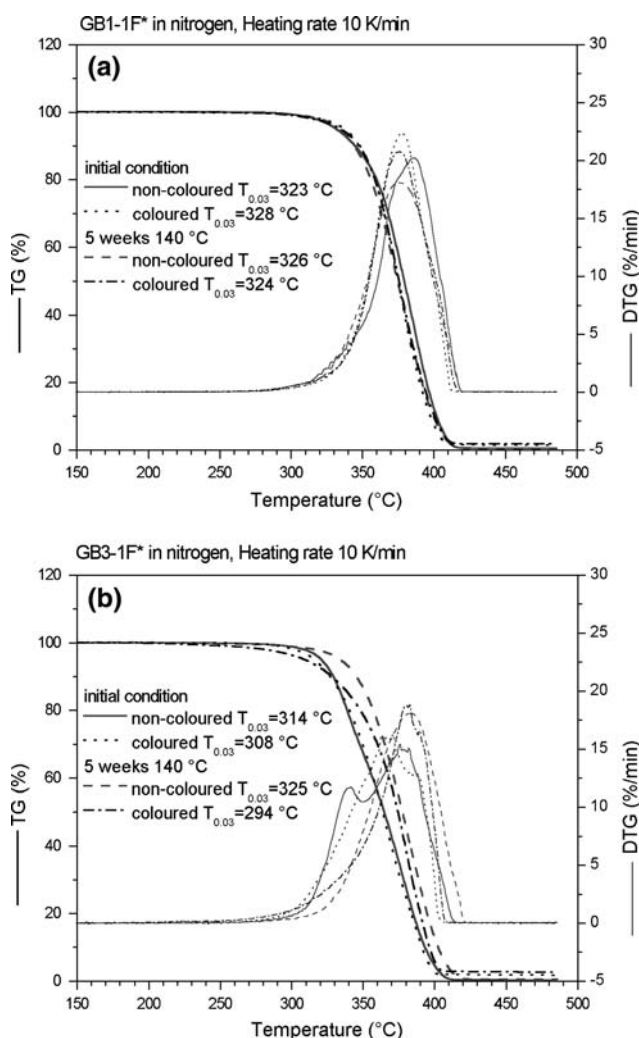 GB1-1F* in nitrogen, Heating rate 10 K/min
(a)
120
100
80
60
40
20
0
30
25
20
15
10
5
0
-5
TG (%)
DTG (%/min)
initial condition
non-coloured T0.03=323 °C
coloured T0.03=328 °C
5 weeks 140 °C
non-coloured T0.03=326 °C
coloured T0.03=324 °C
150 200 250 300 350 400 450 500
Temperature (°C)
GB3-1F* in nitrogen, Heating rate 10 K/min
(b)
120
100
80
60
40
20
0
30
25
20
15
10
5
0
-5
TG (%)
DTG (%/min)
initial condition
non-coloured T0.03=314 °C
coloured T0.03=308 °C
5 weeks 140 °C
non-coloured T0.03=325 °C
coloured T0.03=294 °C
150 200 250 300 350 400 450 500
Temperature (°C)